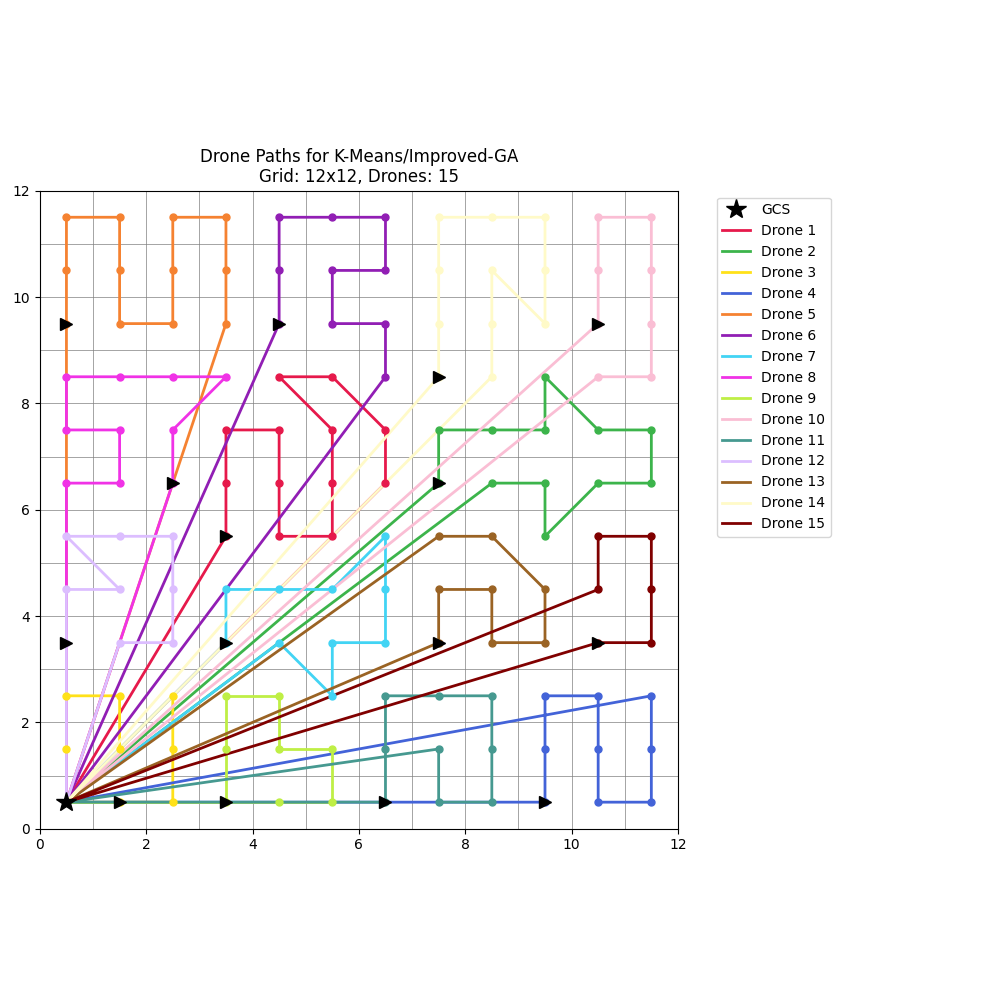 Drone Paths for K-Means/Improved-GA
Grid: 12x12, Drones: 15
12
10
8
6
4
2
0
0 2 4 6 8 10 12
GCS
Drone 1
Drone 2
Drone 3
Drone 4
Drone 5
Drone 6
Drone 7
Drone 8
Drone 9
Drone 10
Drone 11
Drone 12
Drone 13
Drone 14
Drone 15